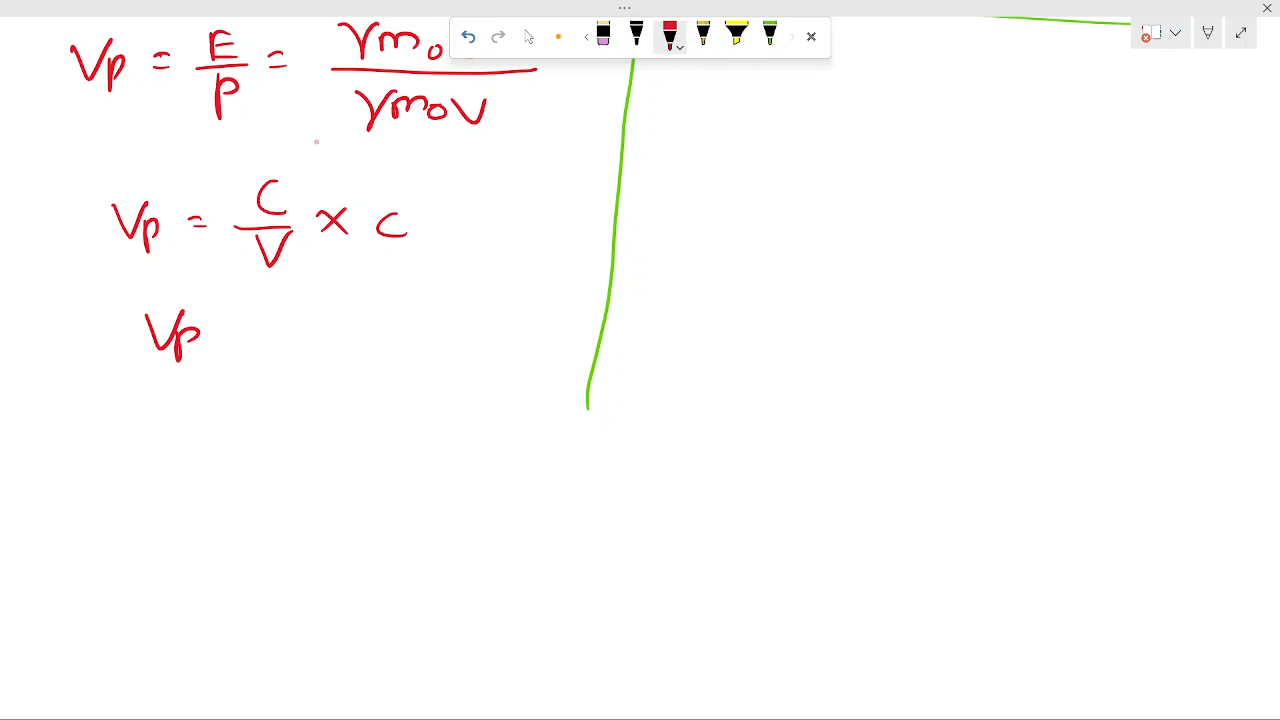 Vp = E/p = γm₀ / γm₀V
Vp = C/V × C
Vp